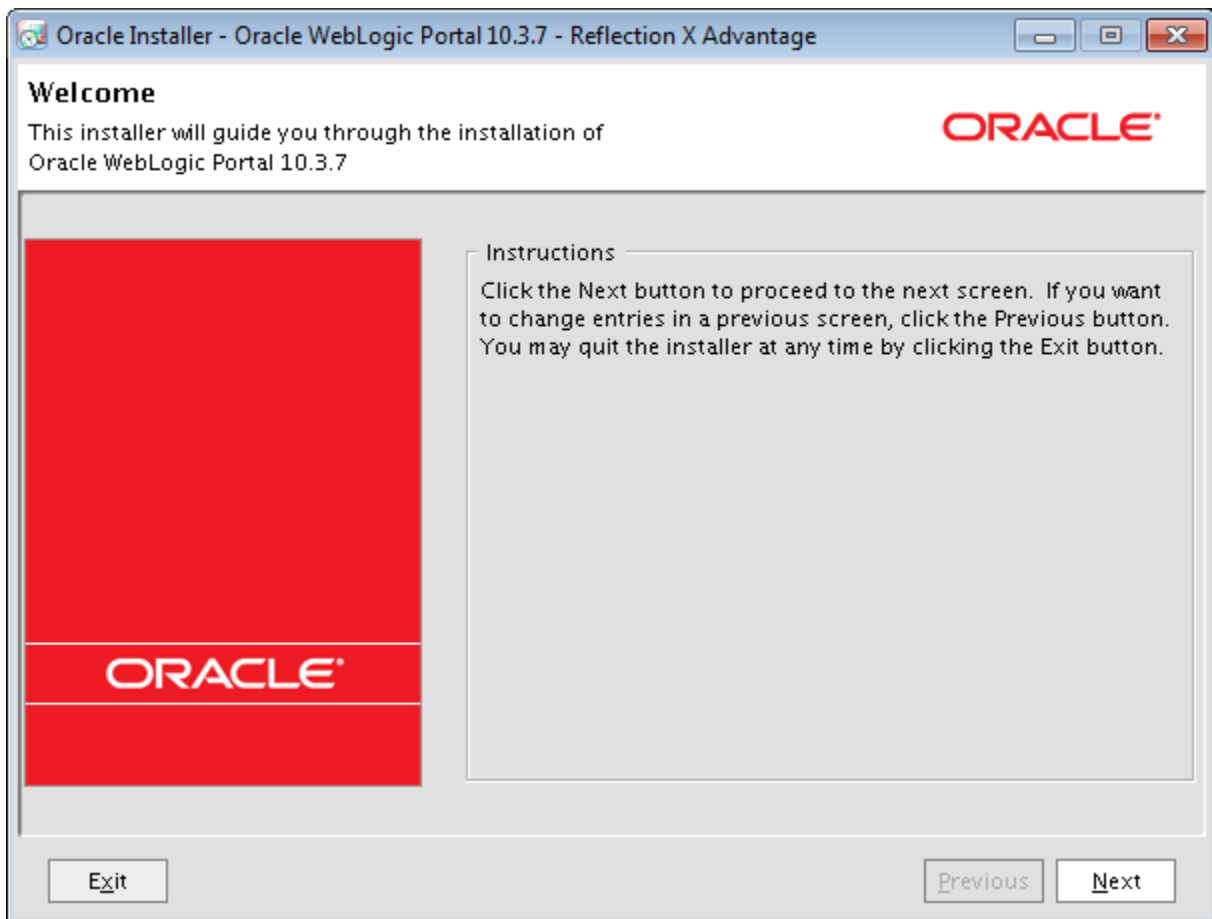 Oracle Installer - Oracle WebLogic Portal 10.3.7 - Reflection X Advantage
Welcome
This installer will guide you through the installation of
Oracle WebLogic Portal 10.3.7
ORACLE®
Instructions
Click the Next button to proceed to the next screen.  If you want
to change entries in a previous screen, click the Previous button.
You may quit the installer at any time by clicking the Exit button.
ORACLE®
Exit
Previous
Next